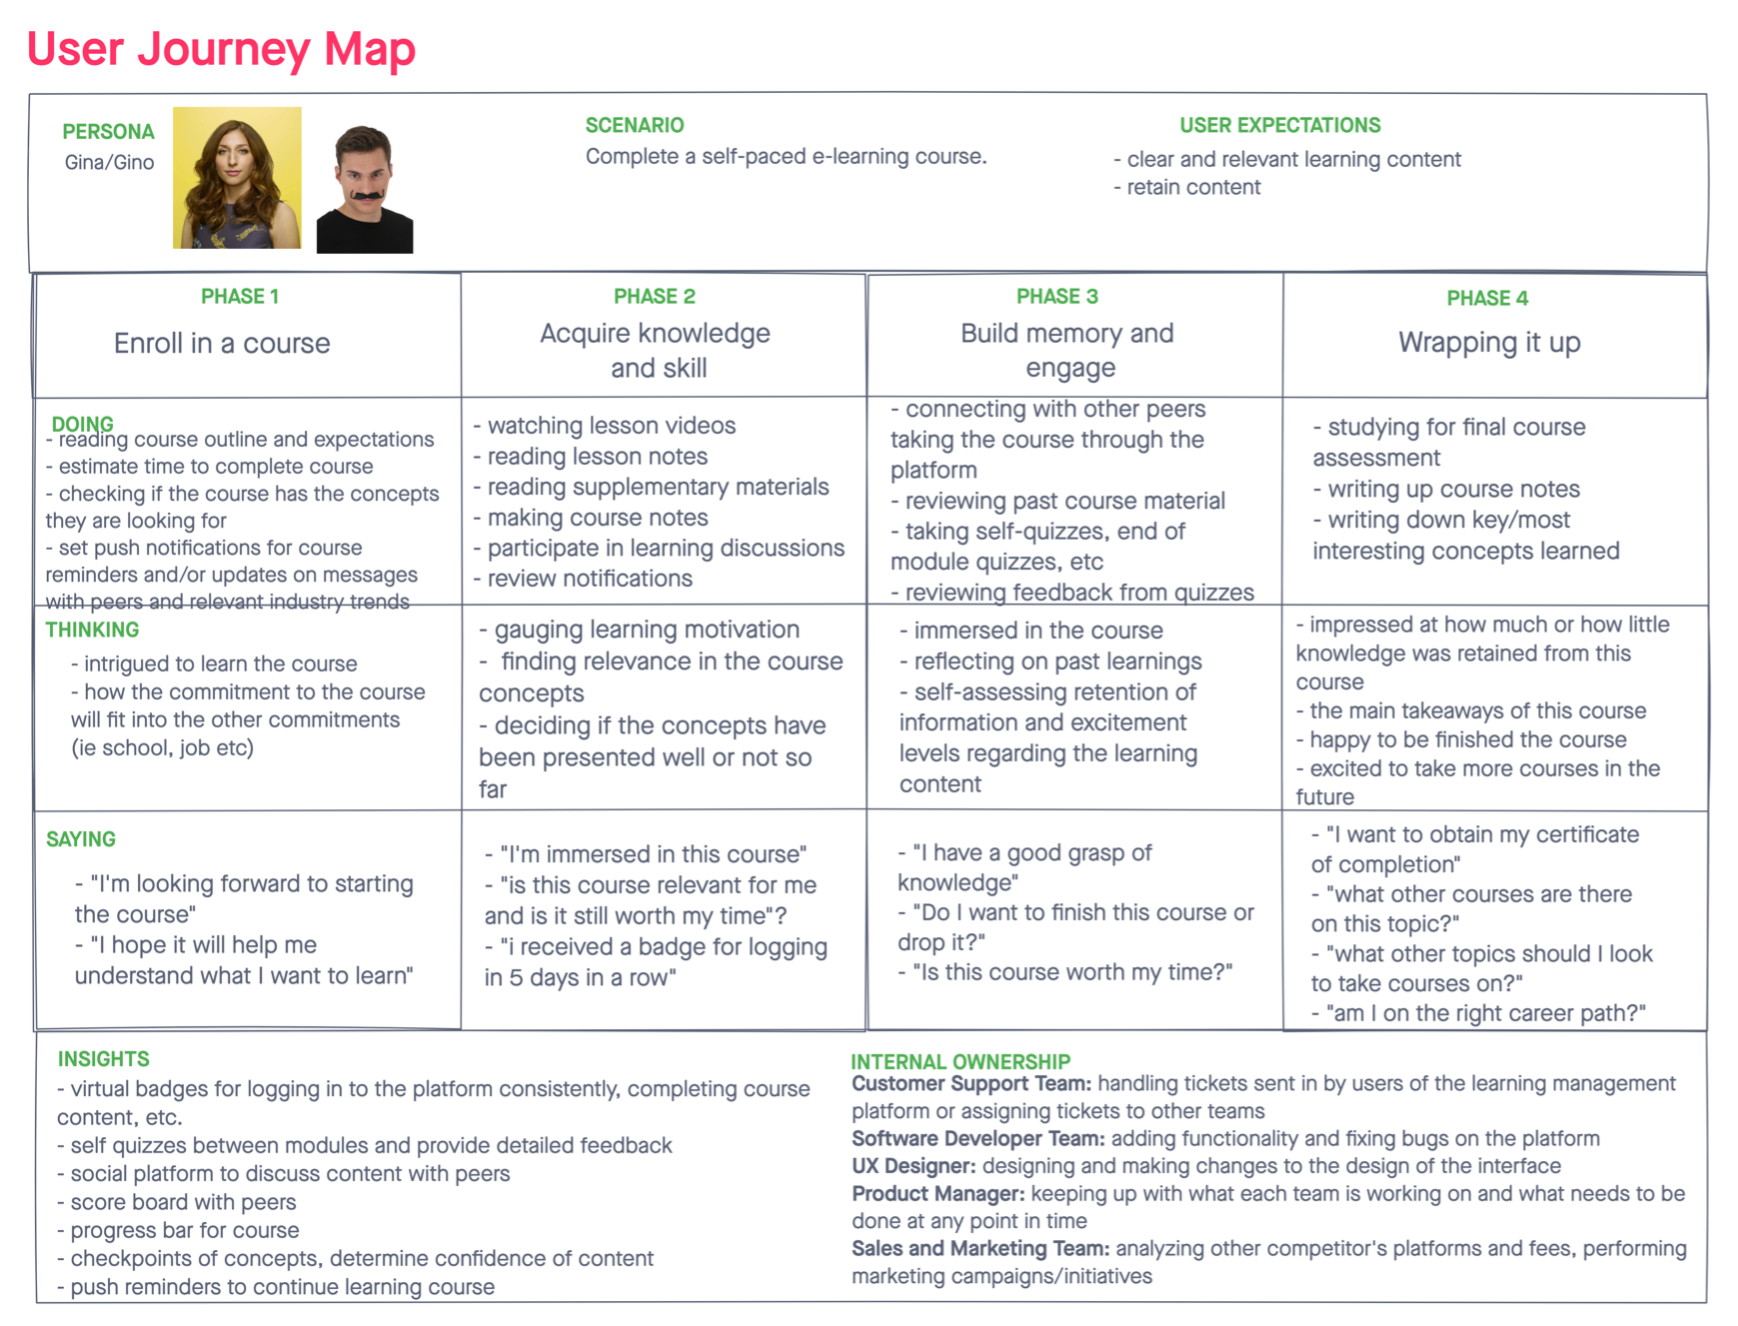 User Journey Map
PERSONA
Gina/Gino
SCENARIO
Complete a self-paced e-learning course.
USER EXPECTATIONS
- clear and relevant learning content
- retain content
PHASE 1
Enroll in a course
PHASE 2
Acquire knowledge
and skill
PHASE 3
Build memory and
engage
PHASE 4
Wrapping it up
DOING
- reading course outline and expectations
- estimate time to complete course
- checking if the course has the concepts
they are looking for
- set push notifications for course
reminders and/or updates on messages
with peers and relevant industry trends
- watching lesson videos
- reading lesson notes
- reading supplementary materials
- making course notes
- participate in learning discussions
- review notifications
- connecting with other peers
taking the course through the
platform
- reviewing past course material
- taking self-quizzes, end of
module quizzes, etc
- reviewing feedback from quizzes
- studying for final course
assessment
- writing up course notes
- writing down key/most
interesting concepts learned
THINKING
- intrigued to learn the course
- how the commitment to the course
will fit into the other commitments
(ie school, job etc)
- gauging learning motivation
- finding relevance in the course
concepts
- deciding if the concepts have
been presented well or not so
far
- immersed in the course
- reflecting on past learnings
- self-assessing retention of
information and excitement
levels regarding the learning
content
- impressed at how much or how little
knowledge was retained from this
course
- the main takeaways of this course
- happy to be finished the course
- excited to take more courses in the
future
SAYING
- "I'm looking forward to starting
the course"
- "I hope it will help me
understand what I want to learn"
- "I'm immersed in this course"
- "is this course relevant for me
and is it still worth my time"?
- "i received a badge for logging
in 5 days in a row"
- "I have a good grasp of
knowledge"
- "Do I want to finish this course or
drop it?"
- "Is this course worth my time?"
- "I want to obtain my certificate
of completion"
- "what other courses are there
on this topic?"
- "what other topics should I look
to take courses on?"
- "am I on the right career path?"
INSIGHTS
- virtual badges for logging in to the platform consistently, completing course
content, etc.
- self quizzes between modules and provide detailed feedback
- social platform to discuss content with peers
- score board with peers
- progress bar for course
- checkpoints of concepts, determine confidence of content
- push reminders to continue learning course
INTERNAL OWNERSHIP
Customer Support Team: handling tickets sent in by users of the learning management
platform or assigning tickets to other teams
Software Developer Team: adding functionality and fixing bugs on the platform
UX Designer: designing and making changes to the design of the interface
Product Manager: keeping up with what each team is working on and what needs to be
done at any point in time
Sales and Marketing Team: analyzing other competitor's platforms and fees, performing
marketing campaigns/initiatives